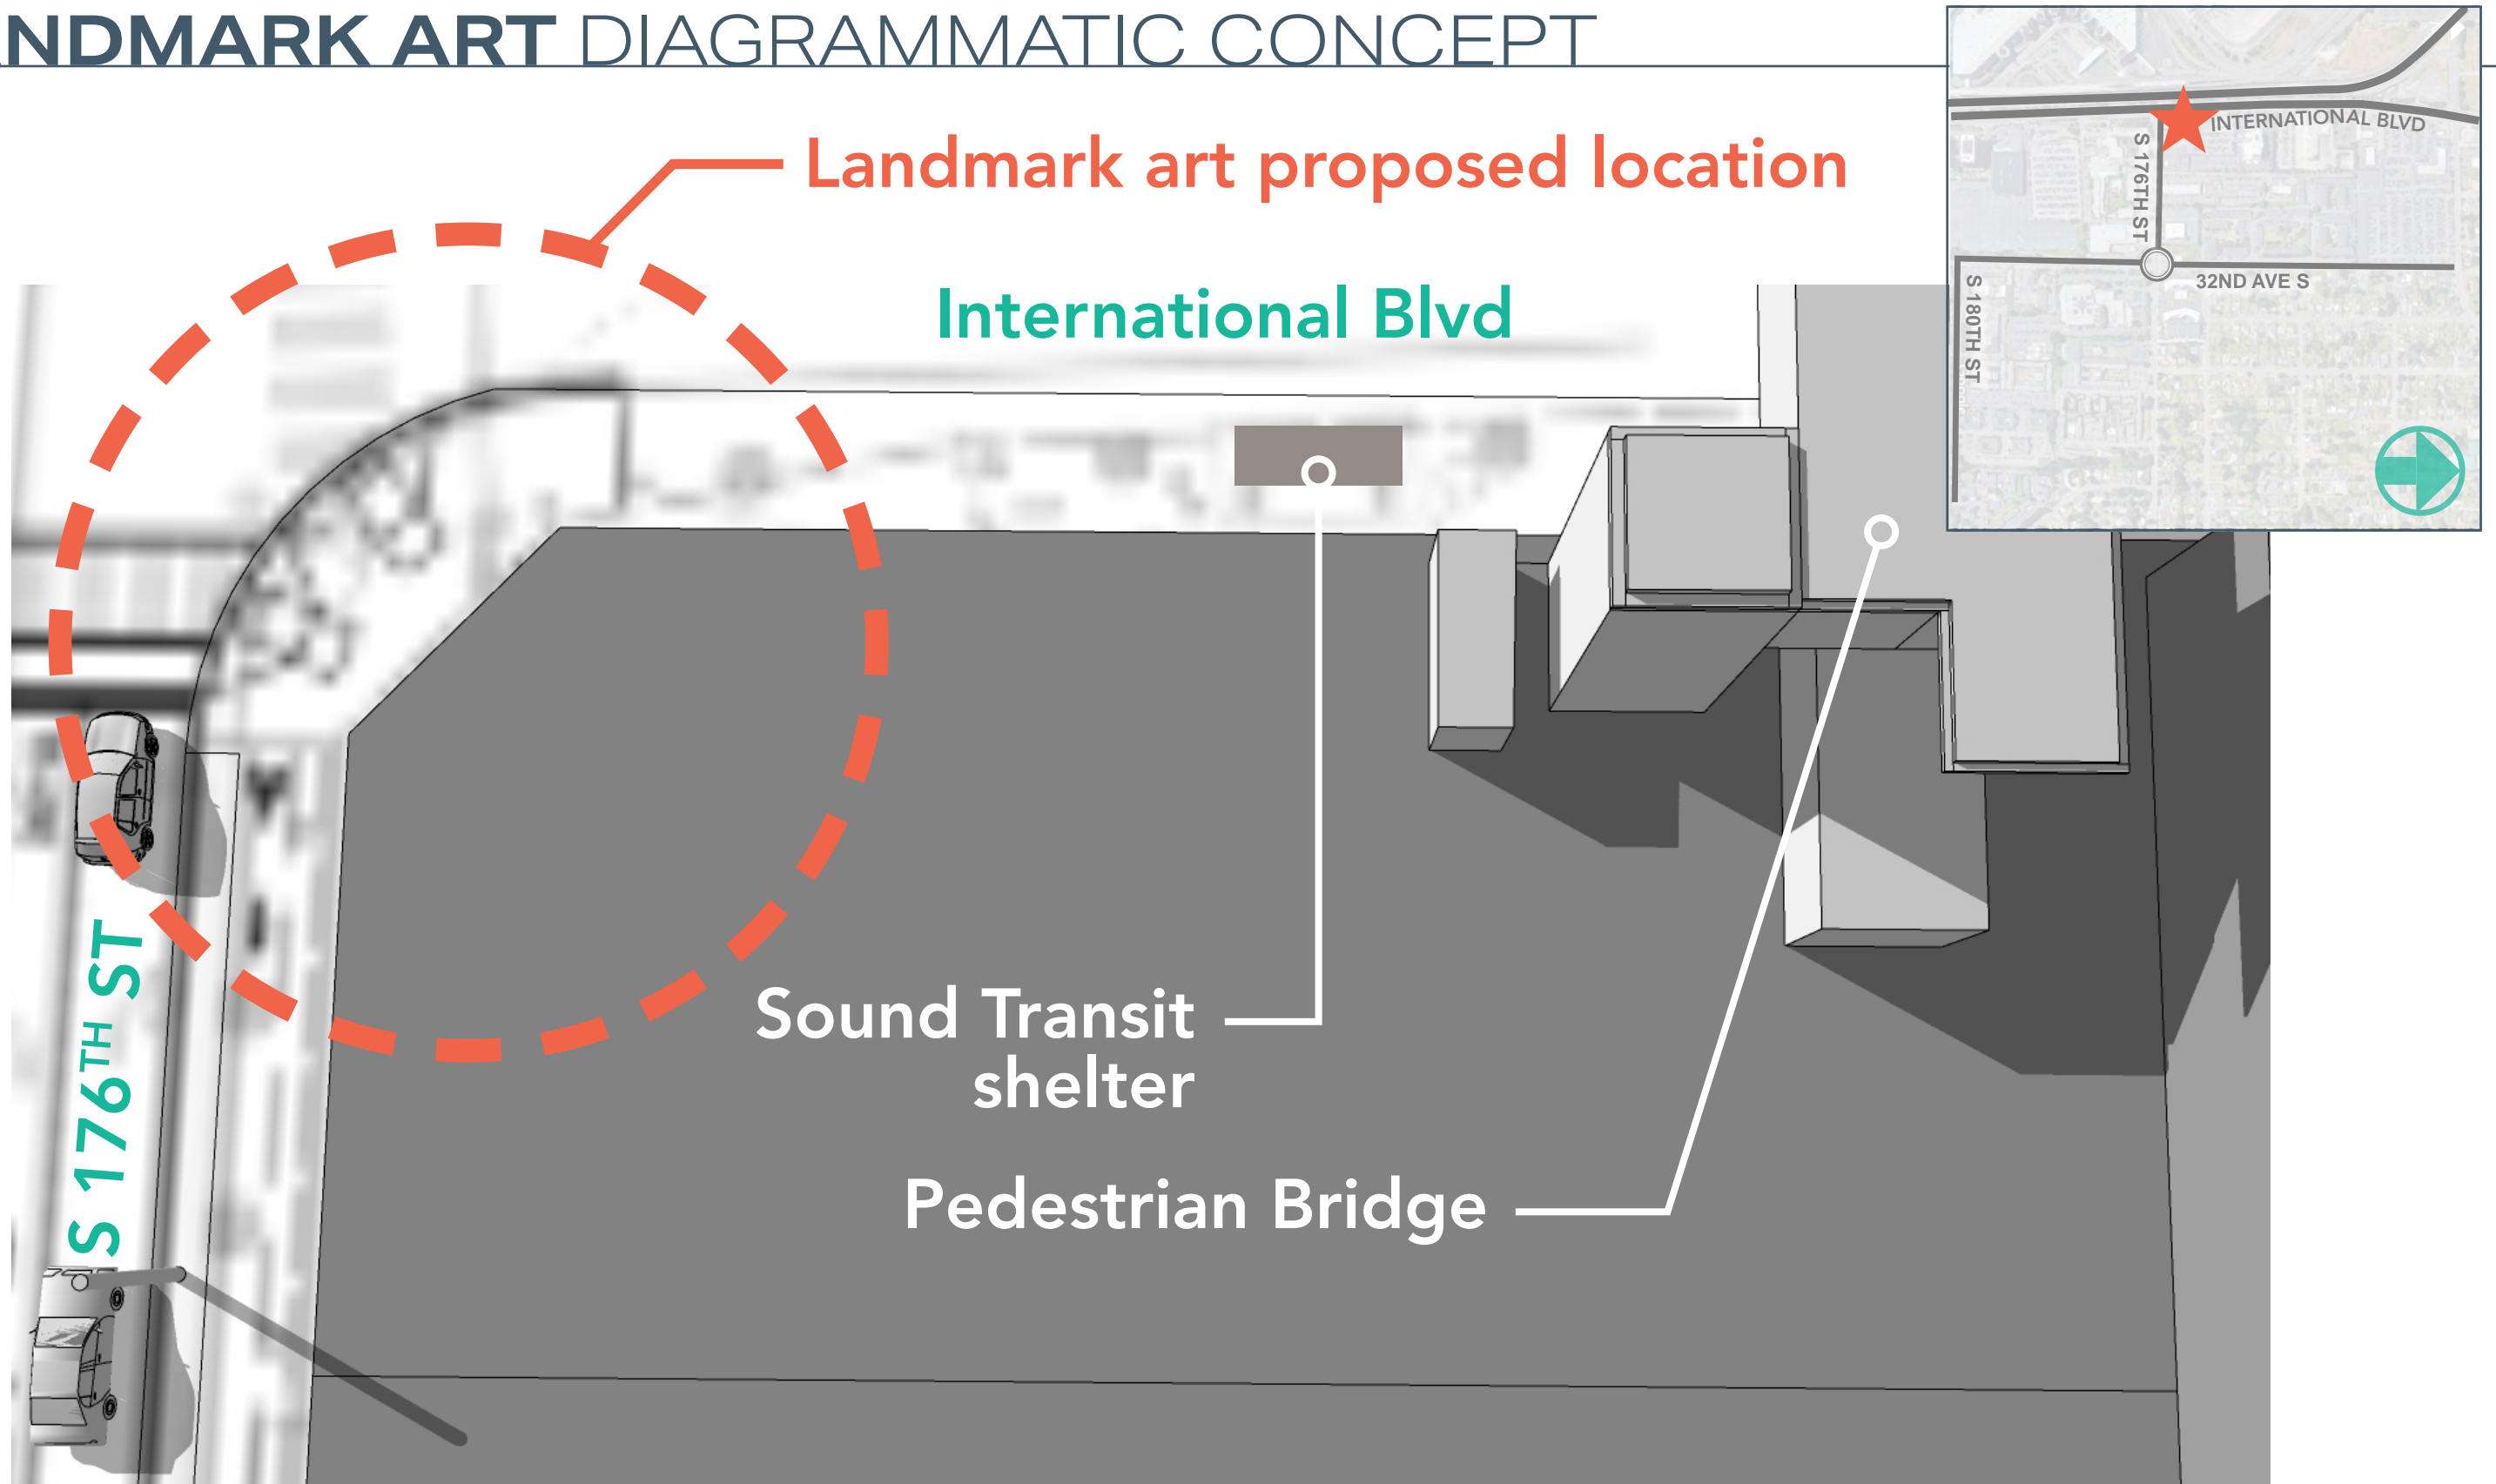 NDMARK ART DIAGRAMMATIC CONCEPT
INTERNATIONAL BLVD
S 176TH ST
32ND AVE S
S 180TH ST
Landmark art proposed location
International Blvd
Sound Transit
shelter
Pedestrian Bridge
S 176TH ST